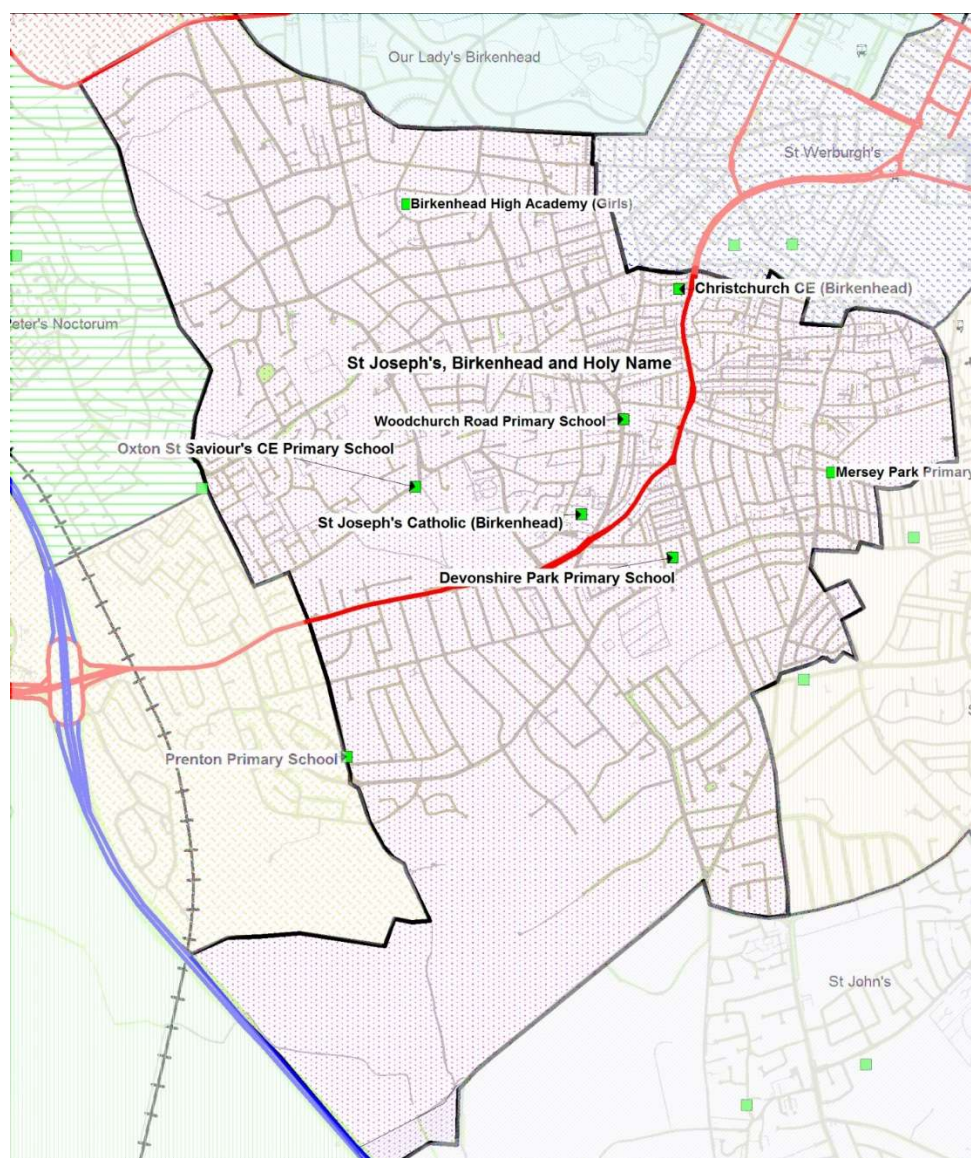 Our Lady's Birkenhead
St Werburgh's
Birkenhead High Academy (Girls)
Christchurch CE (Birkenhead)
eter's Noctorum
St Joseph's, Birkenhead and Holy Name
Woodchurch Road Primary School
Oxton St Saviour's CE Primary School
Mersey Park Primary
St Joseph's Catholic (Birkenhead)
Devonshire Park Primary School
S
Prenton Primary School
St John's